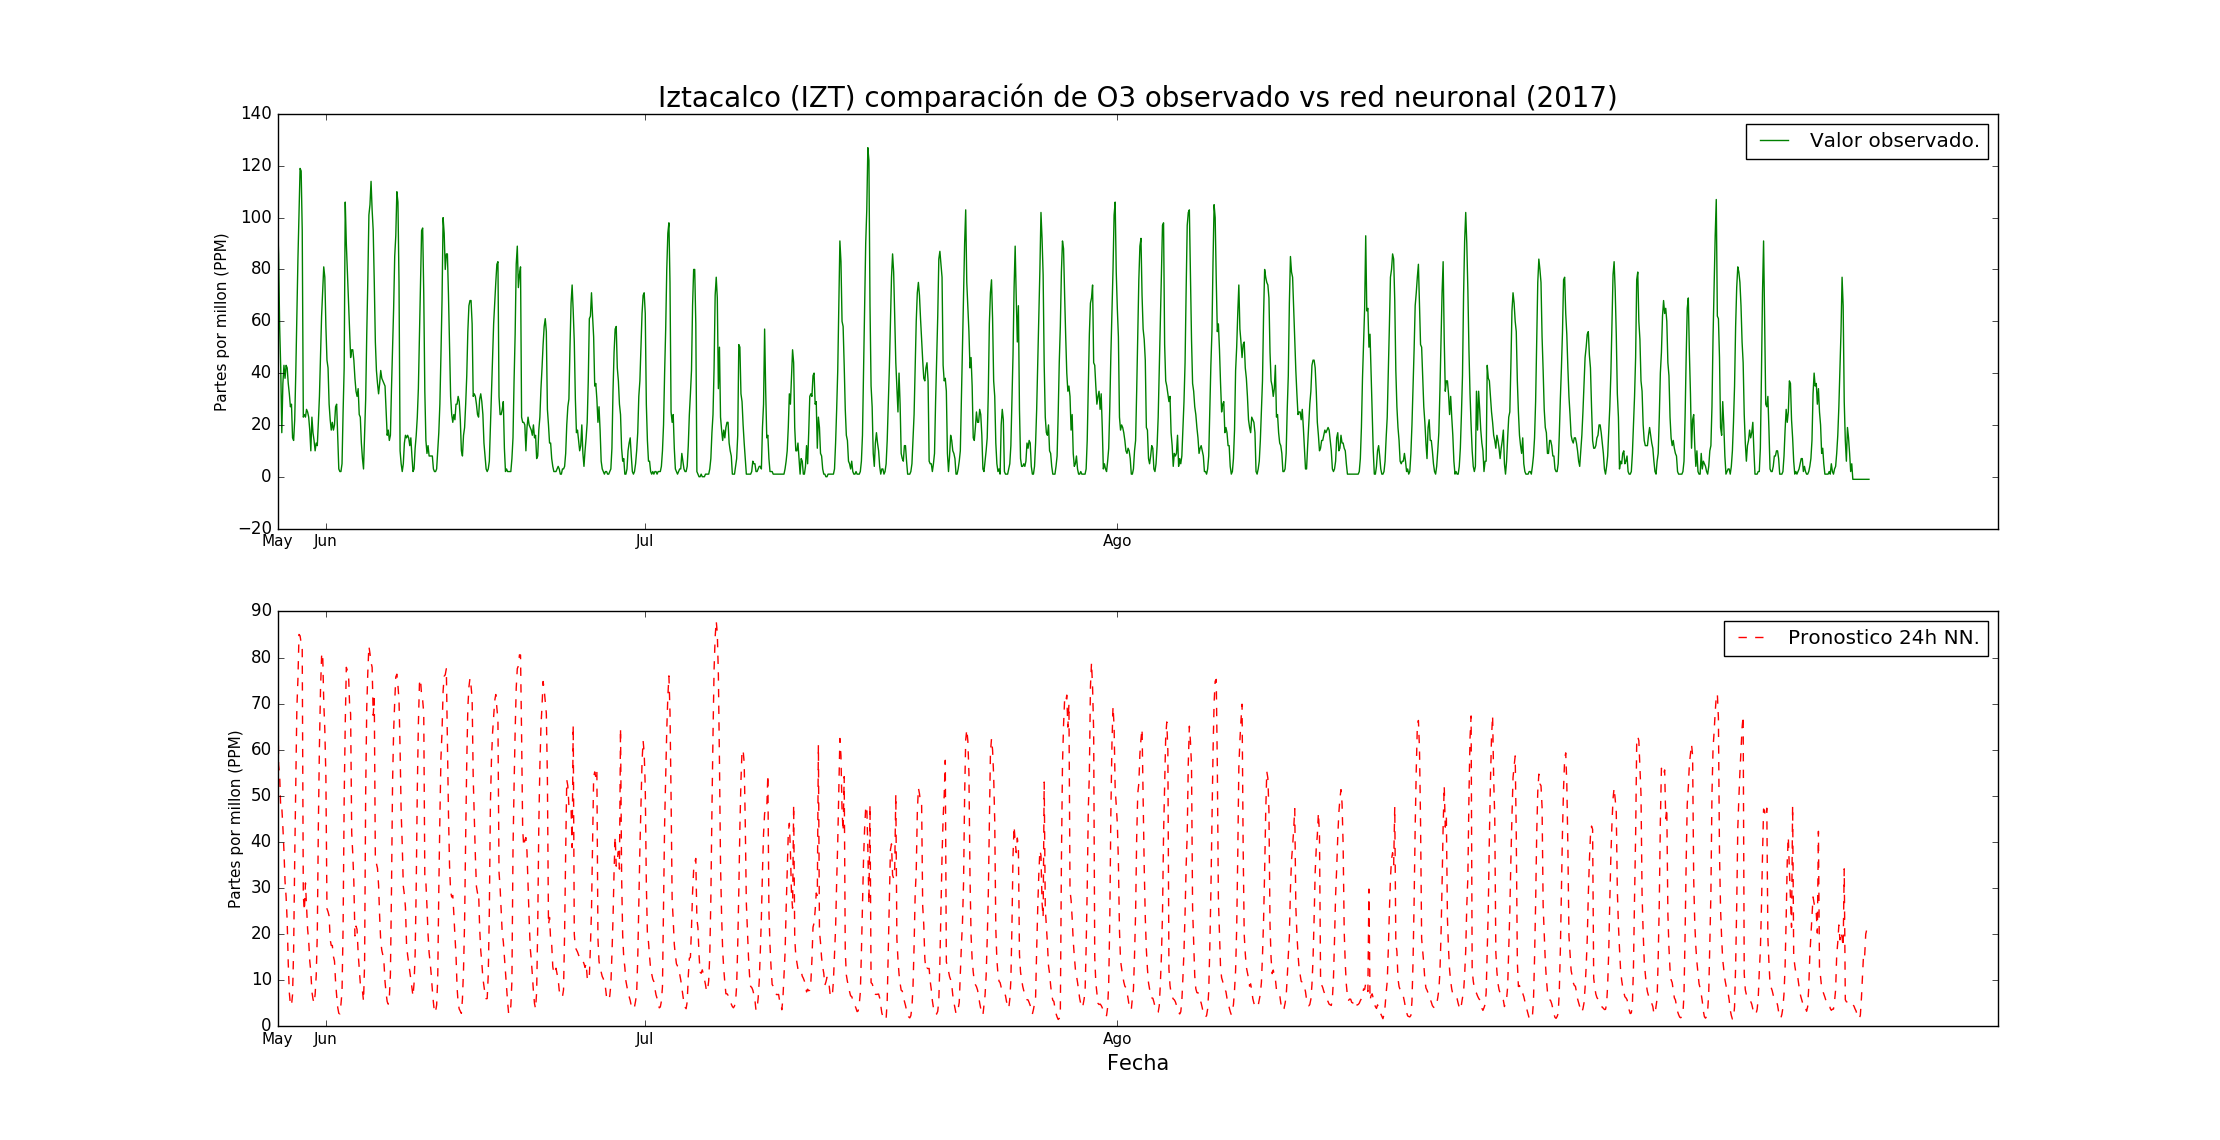 Iztacalco (IZT) comparación de O3 observado vs red neuronal (2017)
140
120
100
80
60
40
20
0
−20
Partes por millon (PPM)
Valor observado.
May Jun Jul Ago
90
80
70
60
50
40
30
20
10
0
Partes por millon (PPM)
Pronostico 24h NN.
May Jun Jul Ago
Fecha